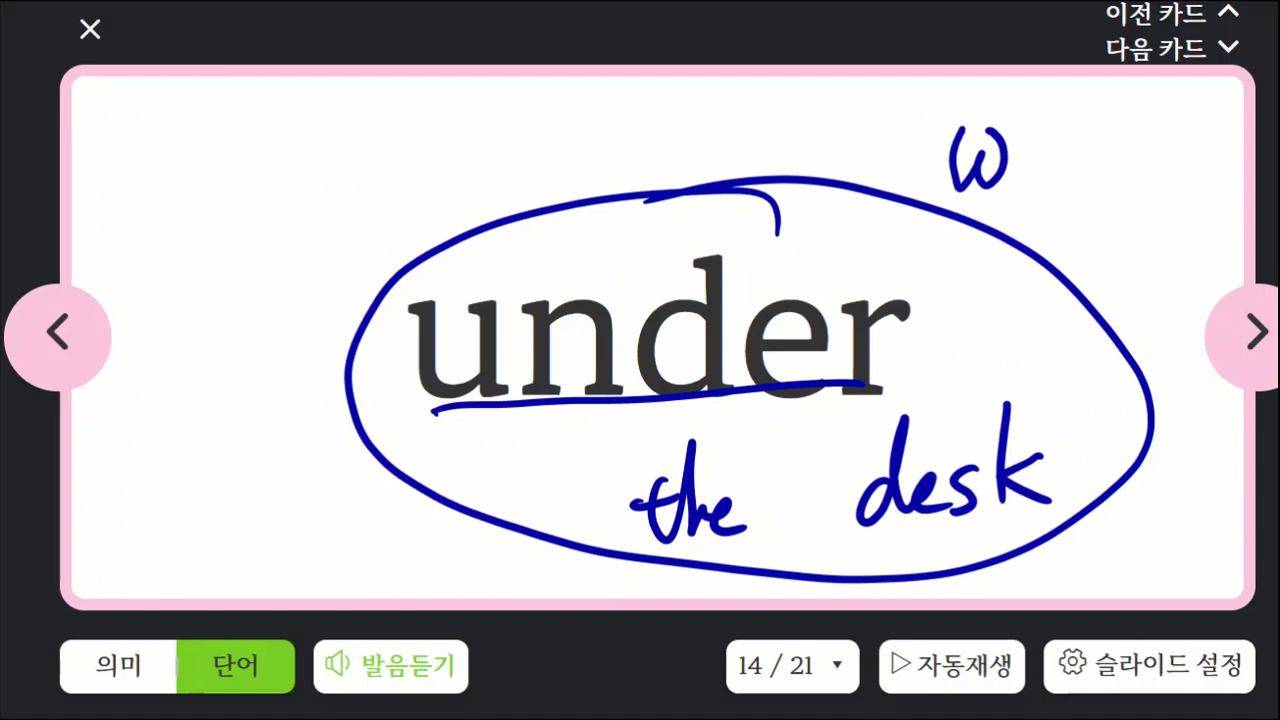 이전 카드
다음 카드
w
under
the desk
의미 단어 발음듣기 14 / 21 자동재생 슬라이드 설정